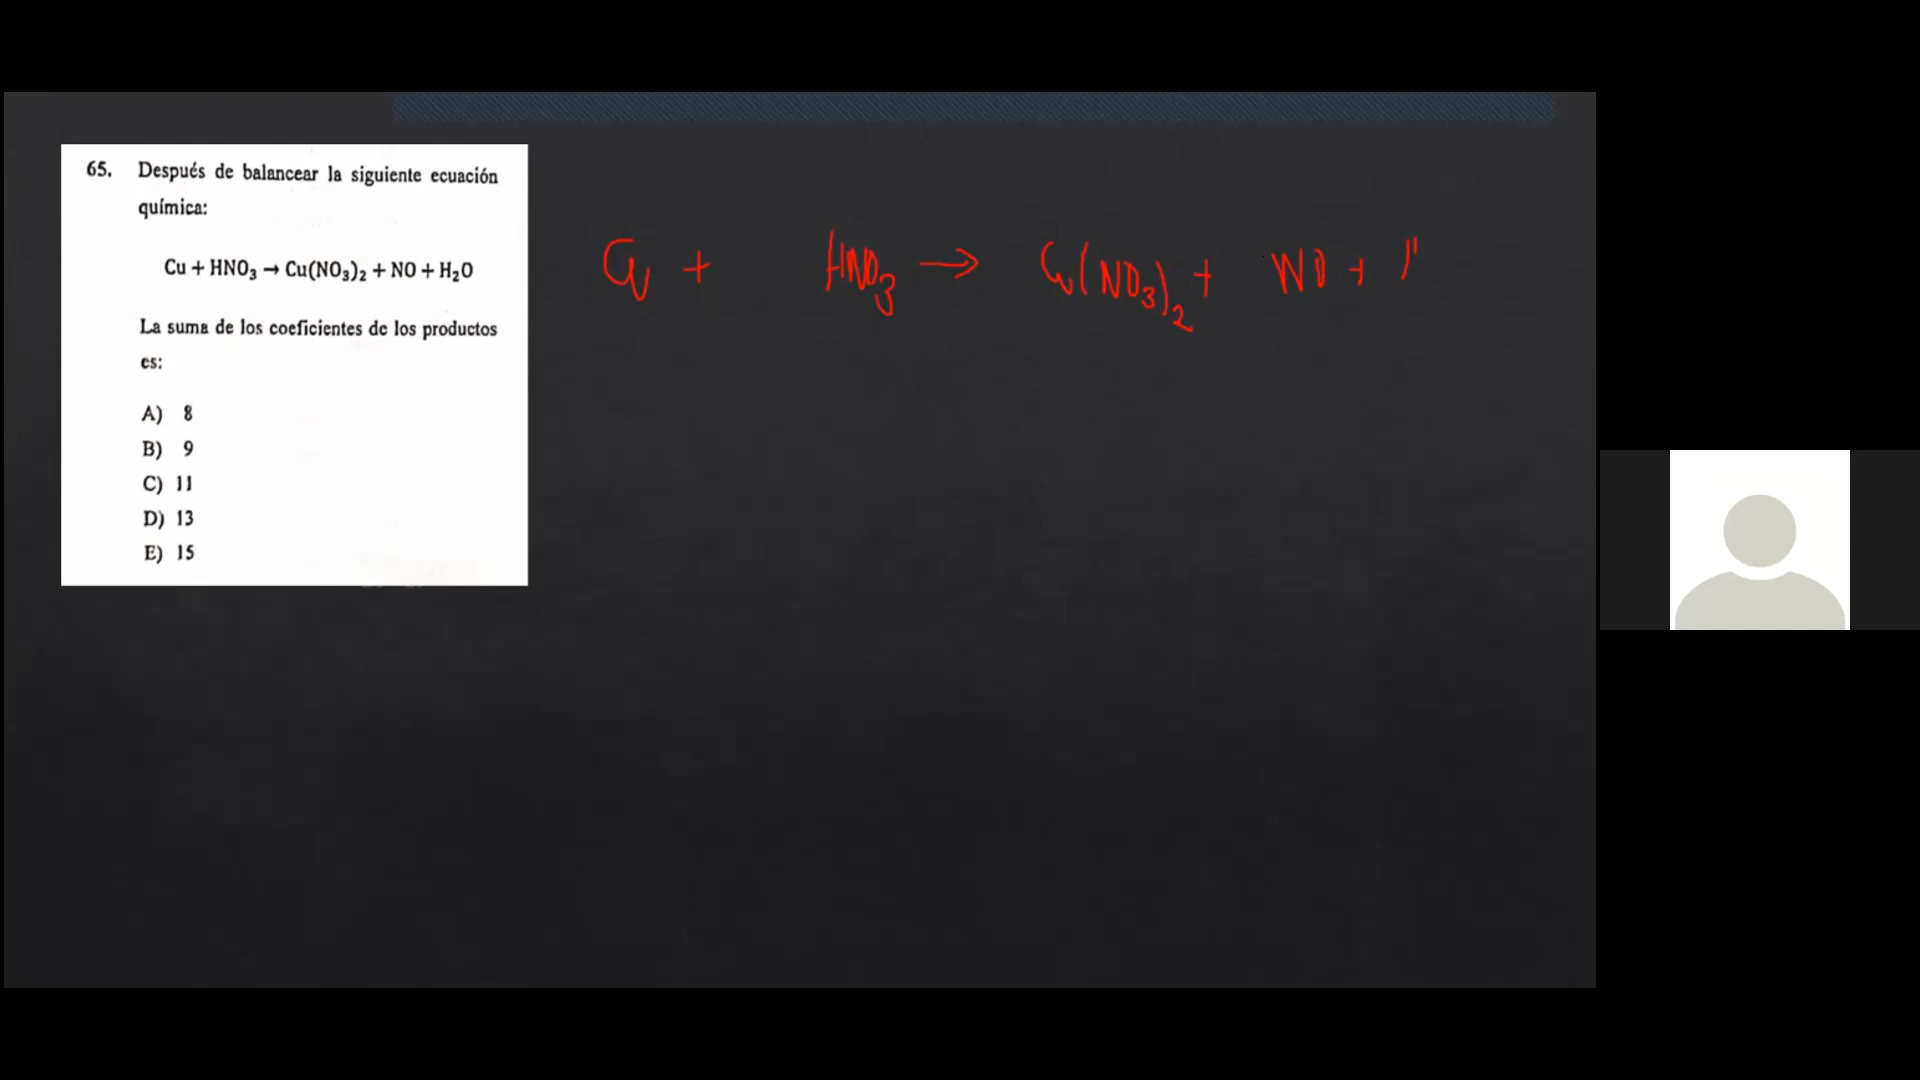 65. Después de balancear la siguiente ecuación
química:
Cu + HNO₃ → Cu(NO₃)₂ + NO + H₂O
La suma de los coeficientes de los productos
es:
A) 8
B) 9
C) 11
D) 13
E) 15
Cu + HNO₃ → Cu(NO₃)₂ + NO +